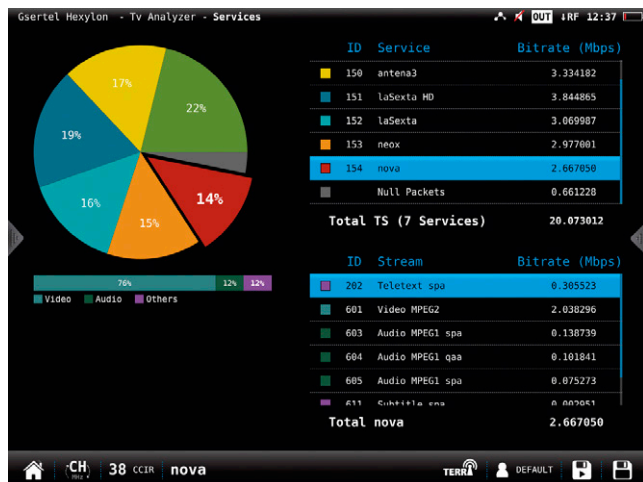 Gsertel Hexylon - Tv Analyzer - Services
OUT ↓RF 12:37
17%
22%
19%
14%
16%
15%
76% 12% 12%
Video Audio Others
ID Service Bitrate (Mbps)
150 antena3 3.334182
151 laSexta HD 3.844865
152 laSexta 3.069987
153 neox 2.977001
154 nova 2.667050
Null Packets 0.661228
Total TS (7 Services) 20.073012
ID Stream Bitrate (Mbps)
202 Teletext spa 0.305523
601 Video MPEG2 2.038296
603 Audio MPEG1 spa 0.138739
604 Audio MPEG1 qaa 0.101841
605 Audio MPEG1 spa 0.075273
611 Subtitle spa 0.002951
Total nova 2.667050
CH 38 CCIR nova
TERR DEFAULT